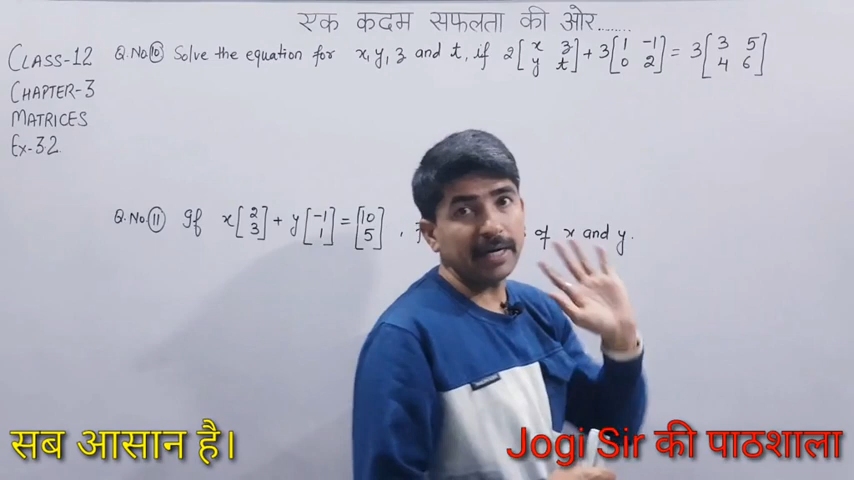 एक कदम सफलता की ओर........
CLASS-12
CHAPTER-3
MATRICES
Ex-3.2
Q.No.(10) Solve the equation for x, y, z and t, if 2[x z; y t] + 3[1 -1; 0 2] = 3[3 5; 4 6]
Q.No.(11) If x[2; 3] + y[-1; 1] = [10; 5], of x and y.
सब आसान है।
Jogi Sir की पाठशाला